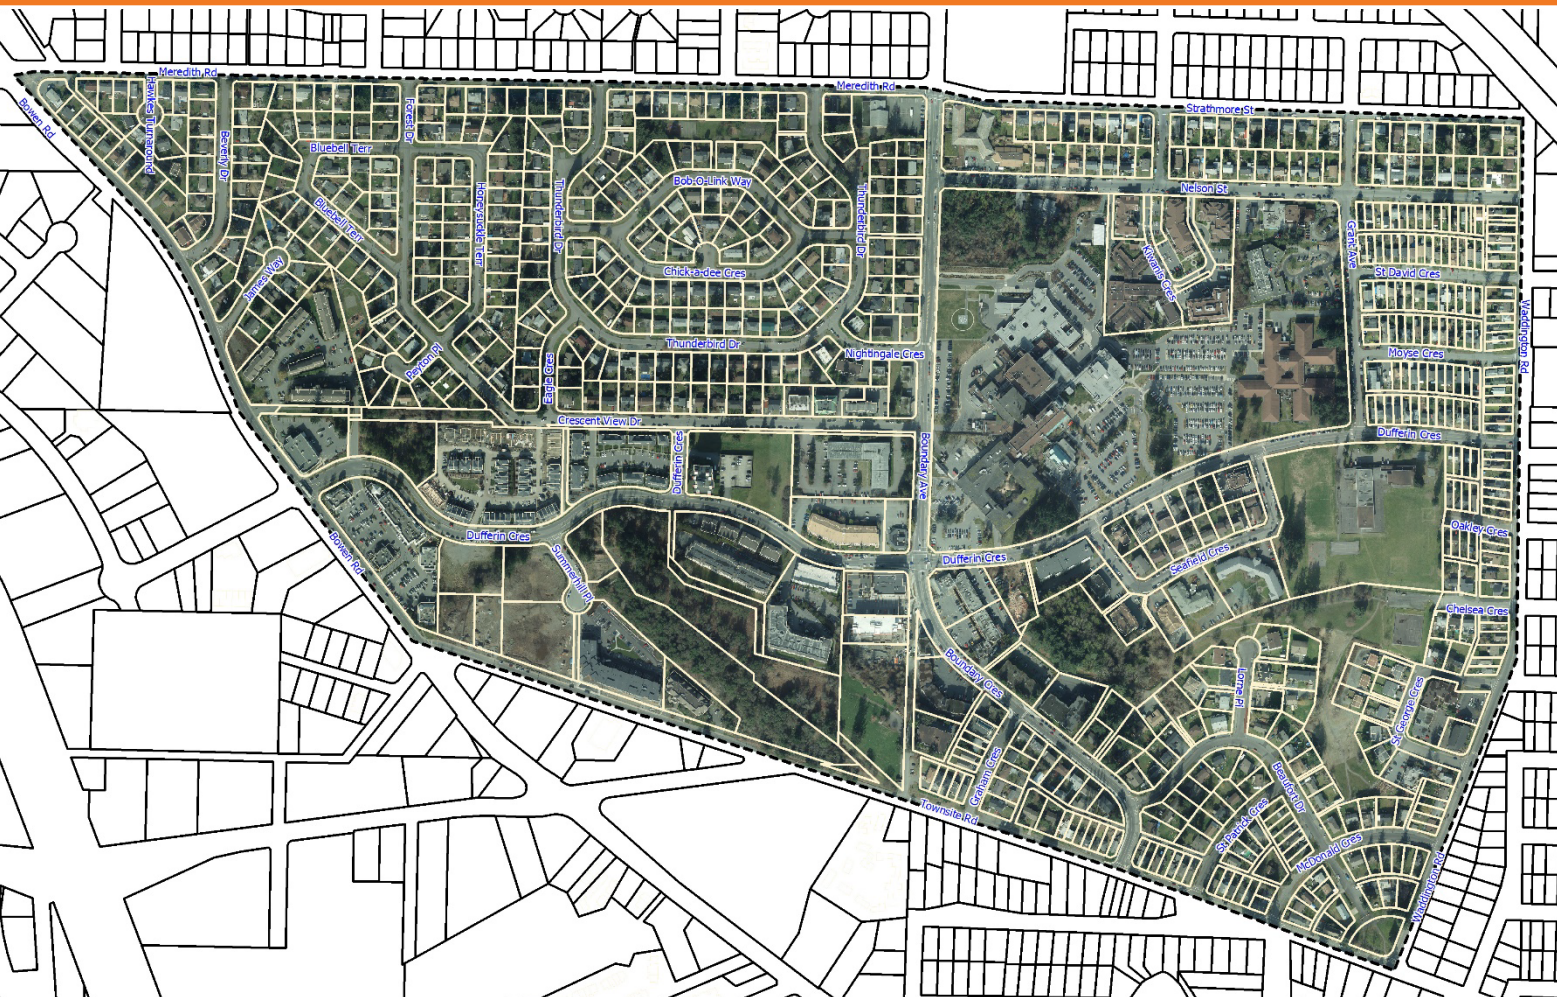 Meredith Rd
Meredith Rd
Bowen Rd
Hawkes Turnaround
Beverly Dr
Forest Dr
Bluebell Terr
Bluebell Terr
Honeysuckle Terr
Thunderbird Dr
Bob-O-Link Way
Thunderbird Dr
Strathmore St
Nelson St
Grant Ave
Kiwanis Cres
St David Cres
James Way
Chick-a-dee Cres
Waddington Rd
Thunderbird Dr
Nightingale Cres
Moyse Cres
Peyton Pl
Eagle Cres
Crescent View Dr
Dufferin Cres
Dufferin Cres
Boundary Ave
Oakley Cres
Bowen Rd
Dufferin Cres
Summerhill Pl
Dufferin Cres
Seafield Cres
Chelsea Cres
Boundary Cres
Lorne Pl
St George Cres
Graham Cres
Beaufort Dr
Townsite Rd
St Patrick Cres
McDonald Cres
Waddington Rd